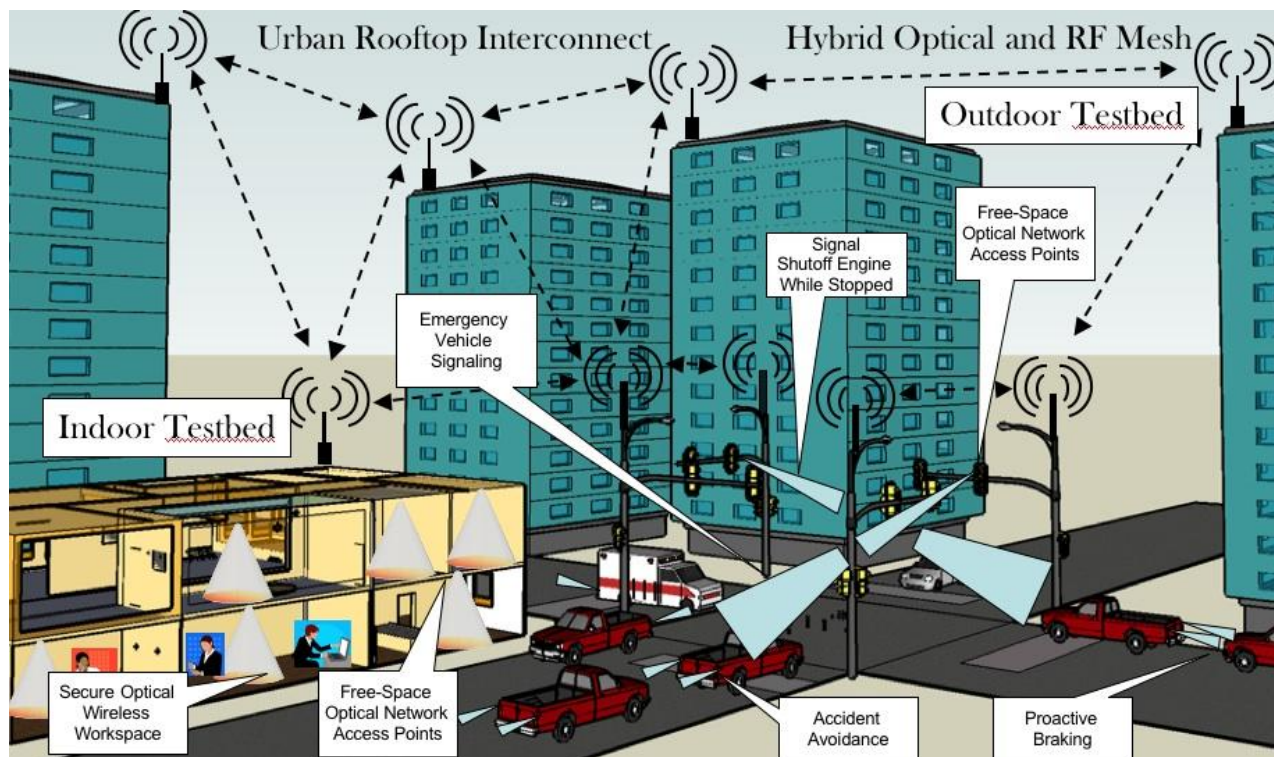 Urban Rooftop Interconnect
Hybrid Optical and RF Mesh
Outdoor Testbed
Free-Space
Optical Network
Access Points
Signal
Shutoff Engine
While Stopped
Emergency
Vehicle
Signaling
Indoor Testbed
Secure Optical
Wireless
Workspace
Free-Space
Optical Network
Access Points
Accident
Avoidance
Proactive
Braking